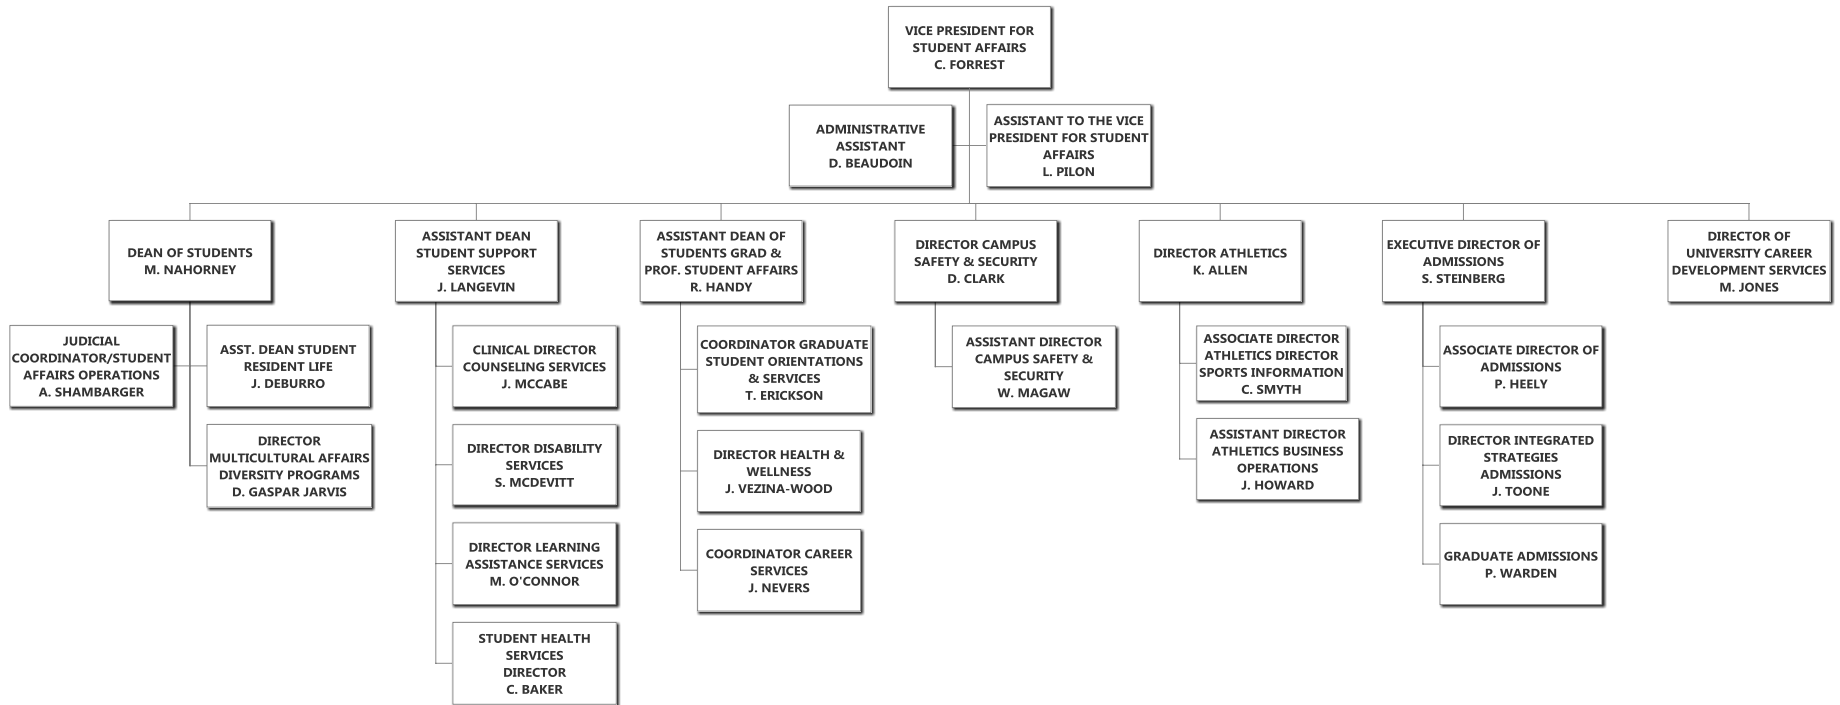 VICE PRESIDENT FOR
STUDENT AFFAIRS
C. FORREST
ADMINISTRATIVE
ASSISTANT
D. BEAUDOIN
ASSISTANT TO THE VICE
PRESIDENT FOR STUDENT
AFFAIRS
L. PILON
DEAN OF STUDENTS
M. NAHORNEY
ASSISTANT DEAN
STUDENT SUPPORT
SERVICES
J. LANGEVIN
ASSISTANT DEAN OF
STUDENTS GRAD &
PROF. STUDENT AFFAIRS
R. HANDY
DIRECTOR CAMPUS
SAFETY & SECURITY
D. CLARK
DIRECTOR ATHLETICS
K. ALLEN
EXECUTIVE DIRECTOR OF
ADMISSIONS
S. STEINBERG
DIRECTOR OF
UNIVERSITY CAREER
DEVELOPMENT SERVICES
M. JONES
JUDICIAL
COORDINATOR/STUDENT
AFFAIRS OPERATIONS
A. SHAMBARGER
ASST. DEAN STUDENT
RESIDENT LIFE
J. DEBURRO
DIRECTOR
MULTICULTURAL AFFAIRS
DIVERSITY PROGRAMS
D. GASPAR JARVIS
CLINICAL DIRECTOR
COUNSELING SERVICES
J. MCCABE
DIRECTOR DISABILITY
SERVICES
S. MCDEVITT
DIRECTOR LEARNING
ASSISTANCE SERVICES
M. O'CONNOR
STUDENT HEALTH
SERVICES
DIRECTOR
C. BAKER
COORDINATOR GRADUATE
STUDENT ORIENTATIONS
& SERVICES
T. ERICKSON
DIRECTOR HEALTH &
WELLNESS
J. VEZINA-WOOD
COORDINATOR CAREER
SERVICES
J. NEVERS
ASSISTANT DIRECTOR
CAMPUS SAFETY &
SECURITY
W. MAGAW
ASSOCIATE DIRECTOR
ATHLETICS DIRECTOR
SPORTS INFORMATION
C. SMYTH
ASSISTANT DIRECTOR
ATHLETICS BUSINESS
OPERATIONS
J. HOWARD
ASSOCIATE DIRECTOR OF
ADMISSIONS
P. HEELY
DIRECTOR INTEGRATED
STRATEGIES
ADMISSIONS
J. TOONE
GRADUATE ADMISSIONS
P. WARDEN